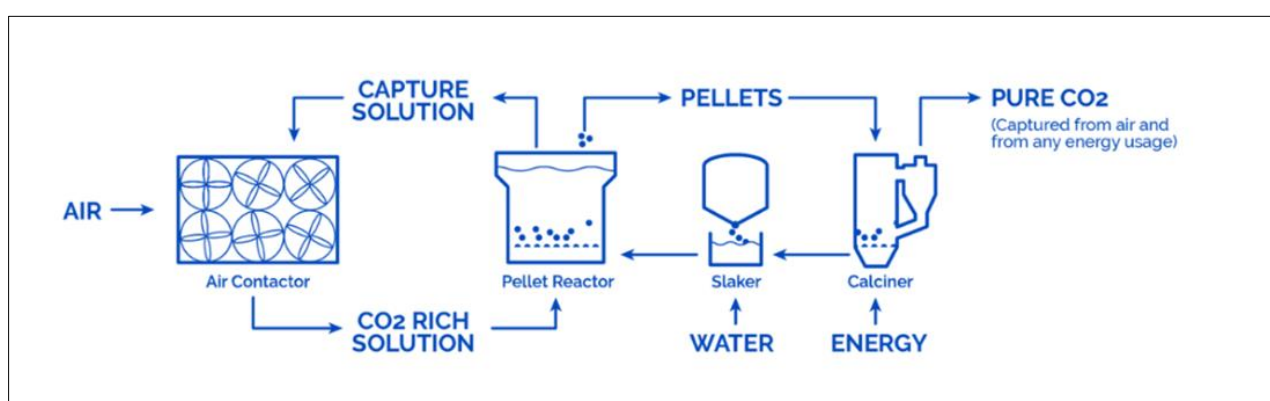 CAPTURE
SOLUTION
PELLETS
PURE CO2
(Captured from air and
from any energy usage)
AIR
Air Contactor
Pellet Reactor
Slaker
Calciner
CO2 RICH
SOLUTION
WATER
ENERGY